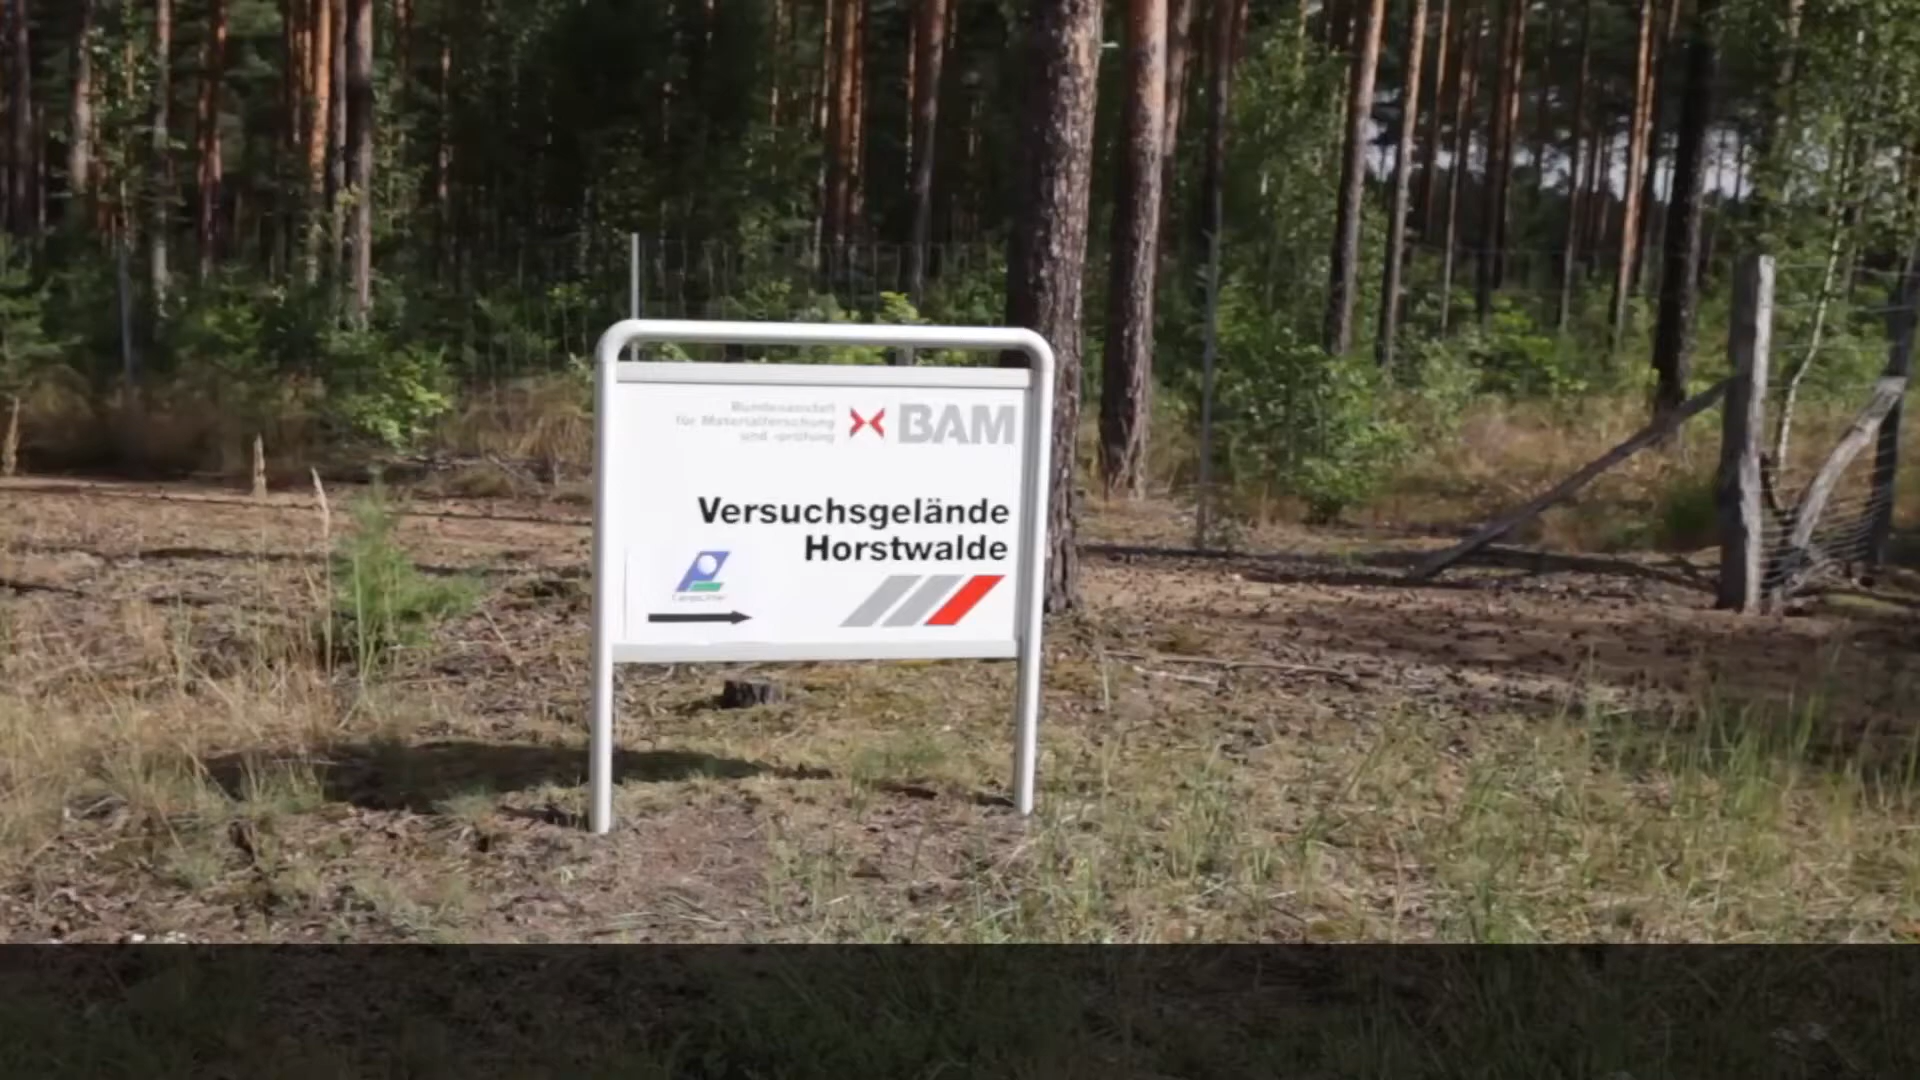 Bundesanstalt
für Materialforschung
und -prüfung
BAM
Versuchsgelände
Horstwalde